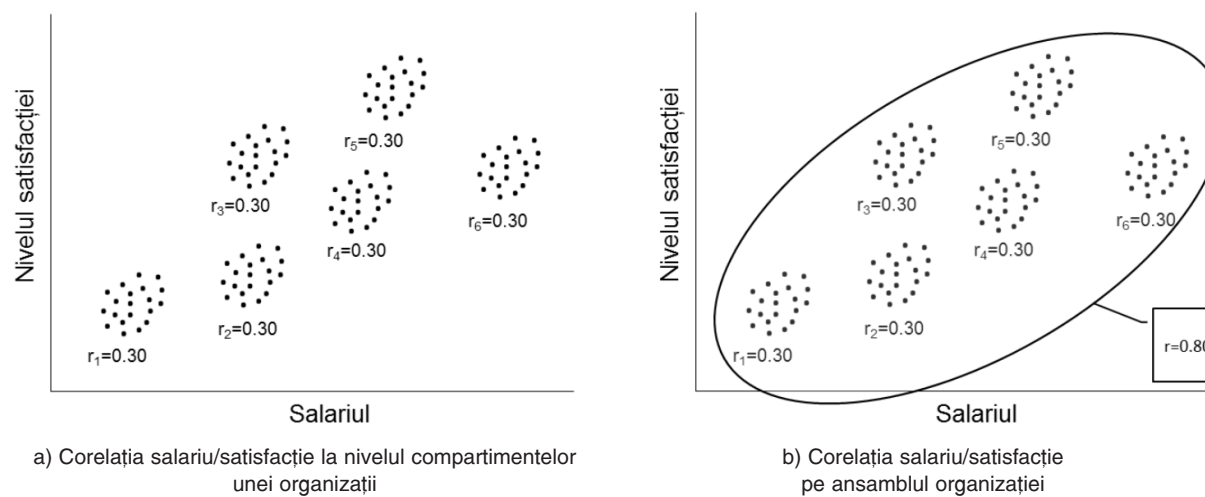 Nivelul satisfacției
r₅=0.30
r₃=0.30
r₄=0.30
r₆=0.30
r₂=0.30
r₁=0.30
Salariul
a) Corelația salariu/satisfacție la nivelul compartimentelor
unei organizații
Nivelul satisfacției
r₅=0.30
r₃=0.30
r₄=0.30
r₆=0.30
r₂=0.30
r₁=0.30
r=0.80
Salariul
b) Corelația salariu/satisfacție
pe ansamblul organizației